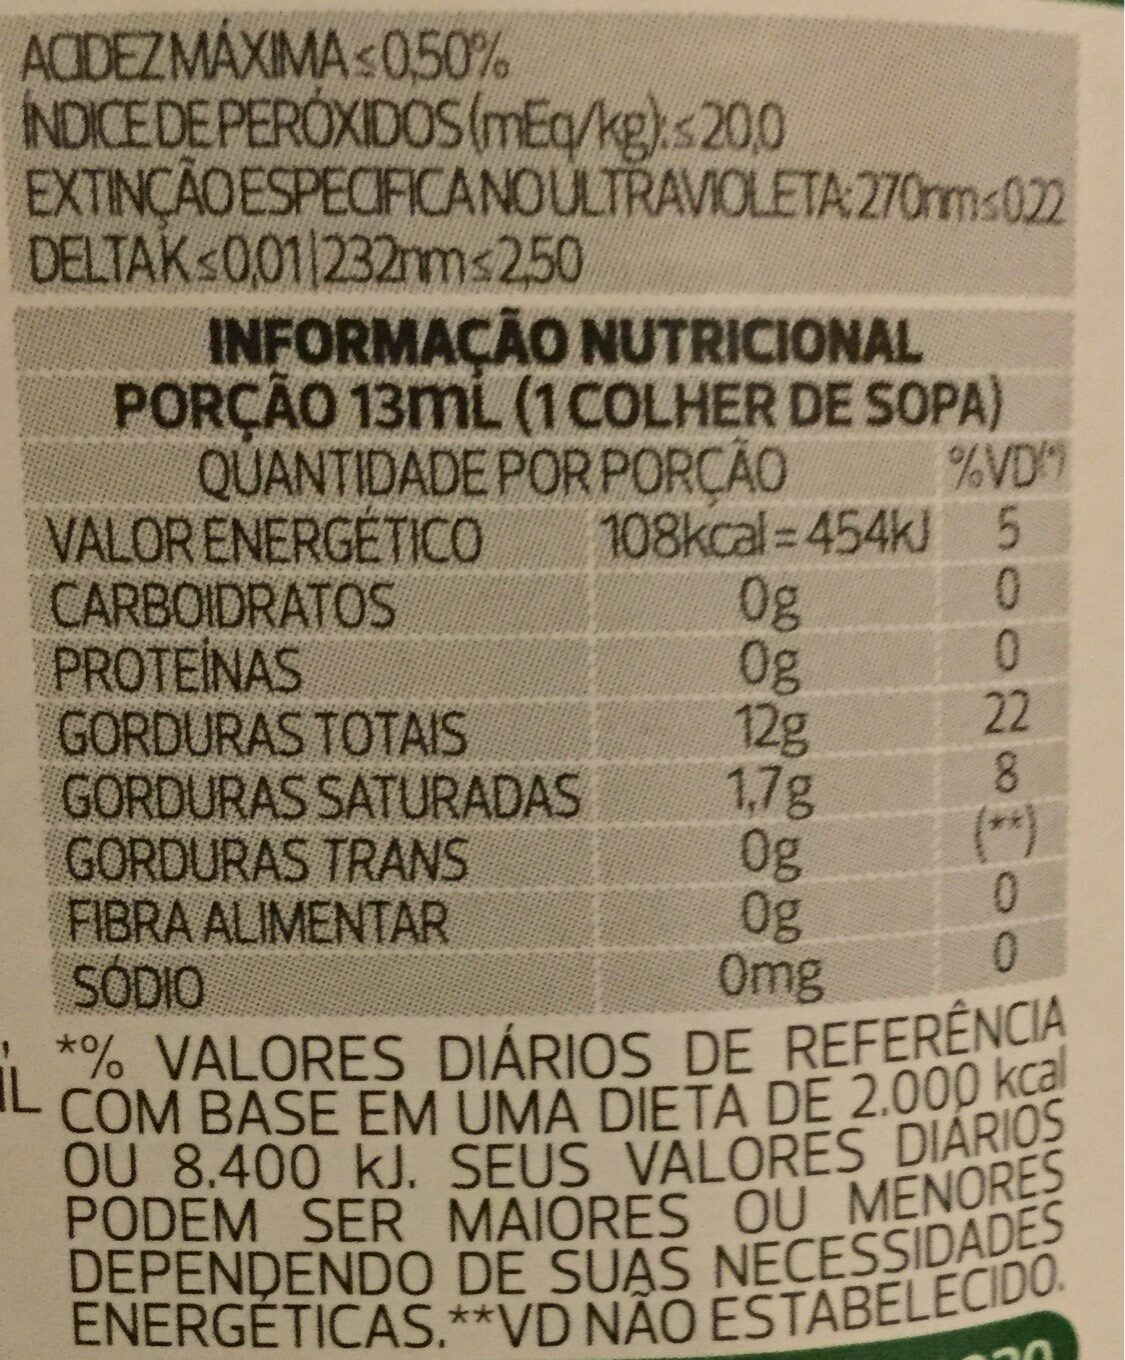 ACIDEZ MÁXIMA ≤ 0,50%
ÍNDICE DE PERÓXIDOS (mEq/kg): ≤ 20,0
EXTINÇÃO ESPECIFICA NO ULTRAVIOLETA: 270nm ≤ 0.22
DELTA K ≤ 0,01 | 232nm ≤ 2,50
INFORMAÇÃO NUTRICIONAL
PORÇÃO 13mL (1 COLHER DE SOPA)
QUANTIDADE POR PORÇÃO %VD(*)
VALOR ENERGÉTICO 108kcal = 454kJ 5
CARBOIDRATOS 0g 0
PROTEÍNAS 0g 0
GORDURAS TOTAIS 12g 22
GORDURAS SATURADAS 1,7g 8
GORDURAS TRANS 0g (**)
FIBRA ALIMENTAR 0g 0
SÓDIO 0mg 0
*% VALORES DIÁRIOS DE REFERÊNCIA
COM BASE EM UMA DIETA DE 2.000 kcal
OU 8.400 kJ. SEUS VALORES DIÁRIOS
PODEM SER MAIORES OU MENORES
DEPENDENDO DE SUAS NECESSIDADES
ENERGÉTICAS.**VD NÃO ESTABELECIDO.